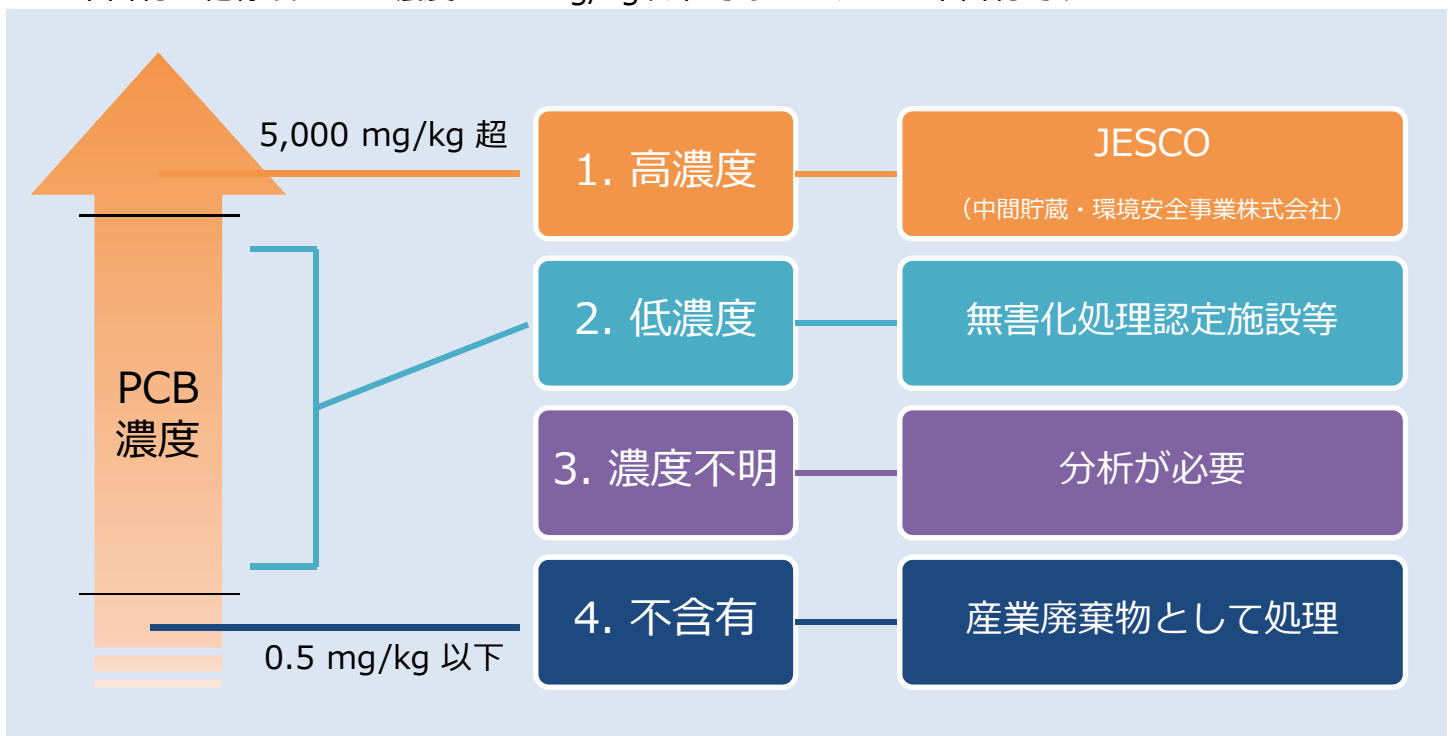 5,000 mg/kg 超
1. 高濃度
JESCO
（中間貯蔵・環境安全事業株式会社）
2. 低濃度
無害化処理認定施設等
PCB
濃度
3. 濃度不明
分析が必要
4. 不含有
産業廃棄物として処理
0.5 mg/kg 以下